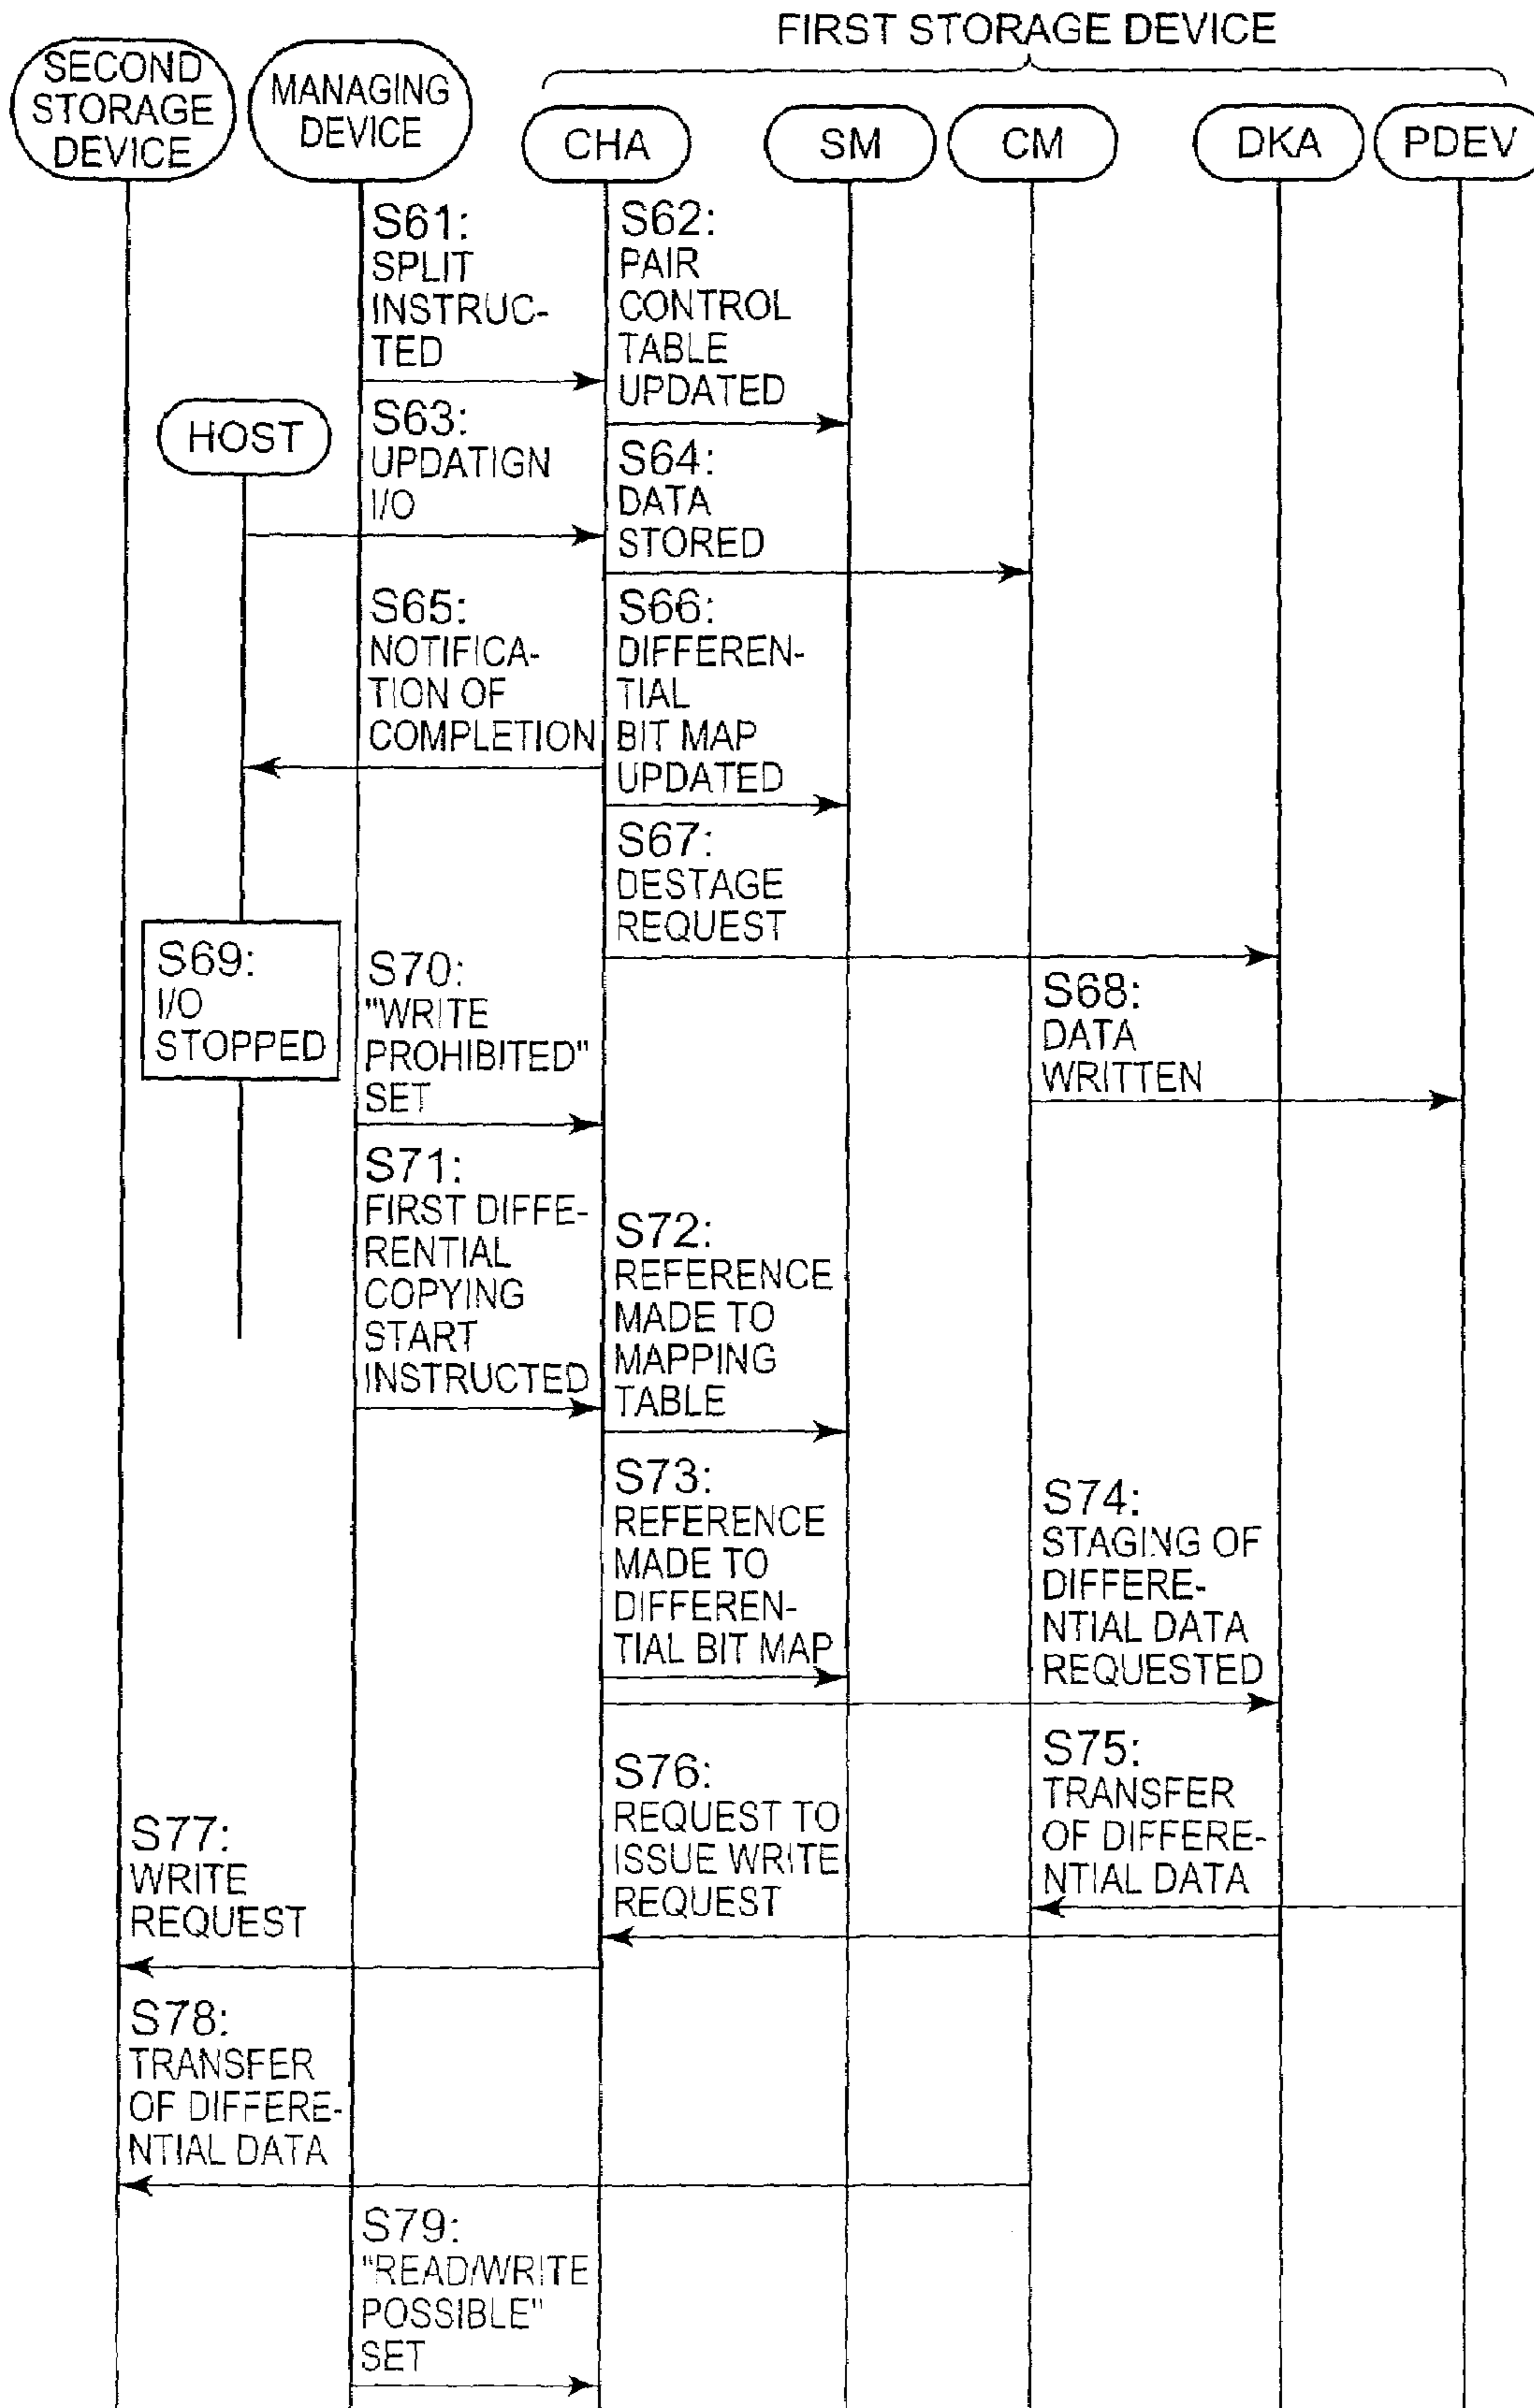 FIRST STORAGE DEVICE
SECOND
STORAGE
DEVICE
MANAGING
DEVICE
CHA
SM
CM
DKA
PDEV
S61:
SPLIT
INSTRUC-
TED
S62:
PAIR
CONTROL
TABLE
UPDATED
HOST
S63:
UPDATIGN
I/O
S64:
DATA
STORED
S65:
NOTIFICA-
TION OF
COMPLETION
S66:
DIFFEREN-
TIAL
BIT MAP
UPDATED
S67:
DESTAGE
REQUEST
S69:
I/O
STOPPED
S70:
"WRITE
PROHIBITED"
SET
S68:
DATA
WRITTEN
S71:
FIRST DIFFE-
RENTIAL
COPYING
START
INSTRUCTED
S72:
REFERENCE
MADE TO
MAPPING
TABLE
S73:
REFERENCE
MADE TO
DIFFEREN-
TIAL BIT MAP
S74:
STAGING OF
DIFFERE-
NTIAL DATA
REQUESTED
S75:
TRANSFER
OF DIFFERE-
NTIAL DATA
S76:
REQUEST TO
ISSUE WRITE
REQUEST
S77:
WRITE
REQUEST
S78:
TRANSFER
OF DIFFERE-
NTIAL DATA
S79:
"READ/WRITE
POSSIBLE"
SET